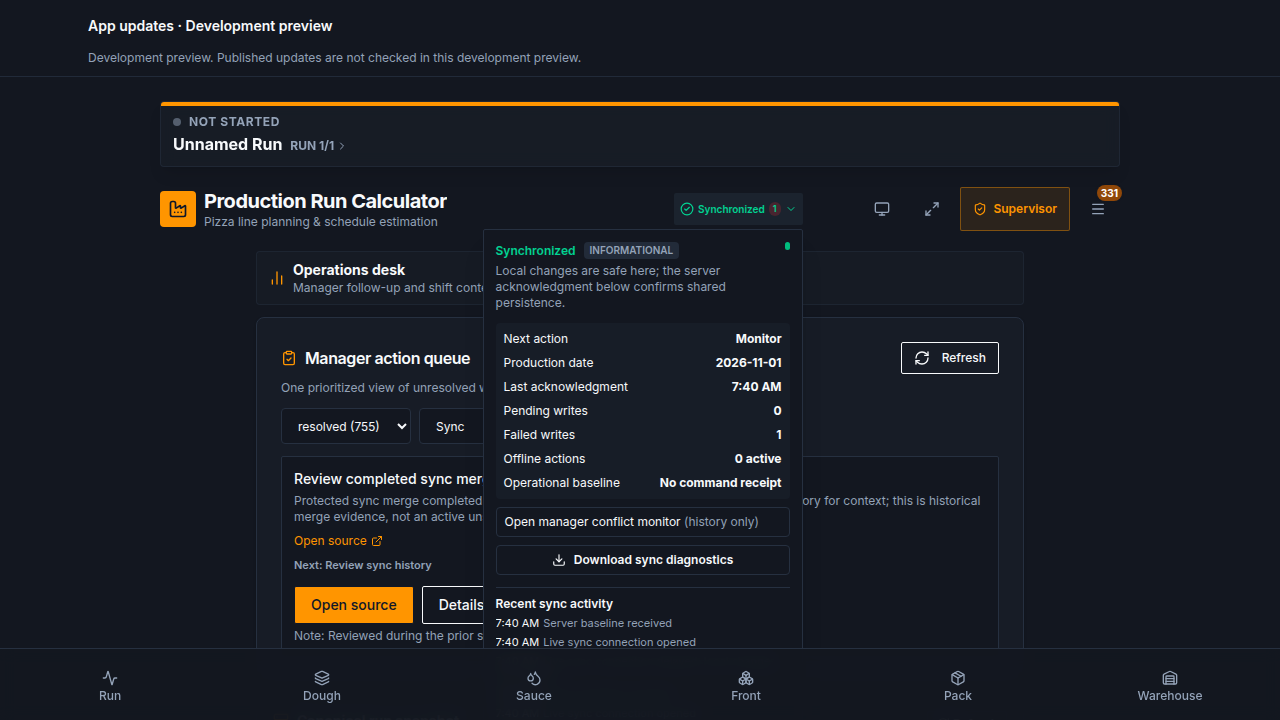 App updates · Development preview
Development preview. Published updates are not checked in this development preview.
NOT STARTED
Unnamed Run RUN 1/1
Production Run Calculator
Pizza line planning & schedule estimation
Synchronized 1
Supervisor
331
Synchronized INFORMATIONAL
Local changes are safe here; the server
acknowledgment below confirms shared
persistence.
Next action Monitor
Production date 2026-11-01
Last acknowledgment 7:40 AM
Pending writes 0
Failed writes 1
Offline actions 0 active
Operational baseline No command receipt
Open manager conflict monitor (history only)
Download sync diagnostics
Recent sync activity
7:40 AM Server baseline received
7:40 AM Live sync connection opened
Operations desk
Manager follow-up and shift
Manager action queue
Refresh
One prioritized view of unresolved
resolved (755)
Sync
Review completed sync
Protected sync merge completed
for context; this is historical
merge evidence, not an active
Open source
Next: Review sync history
Open source
Details
Note: Reviewed during the prior
Run
Dough
Sauce
Front
Pack
Warehouse